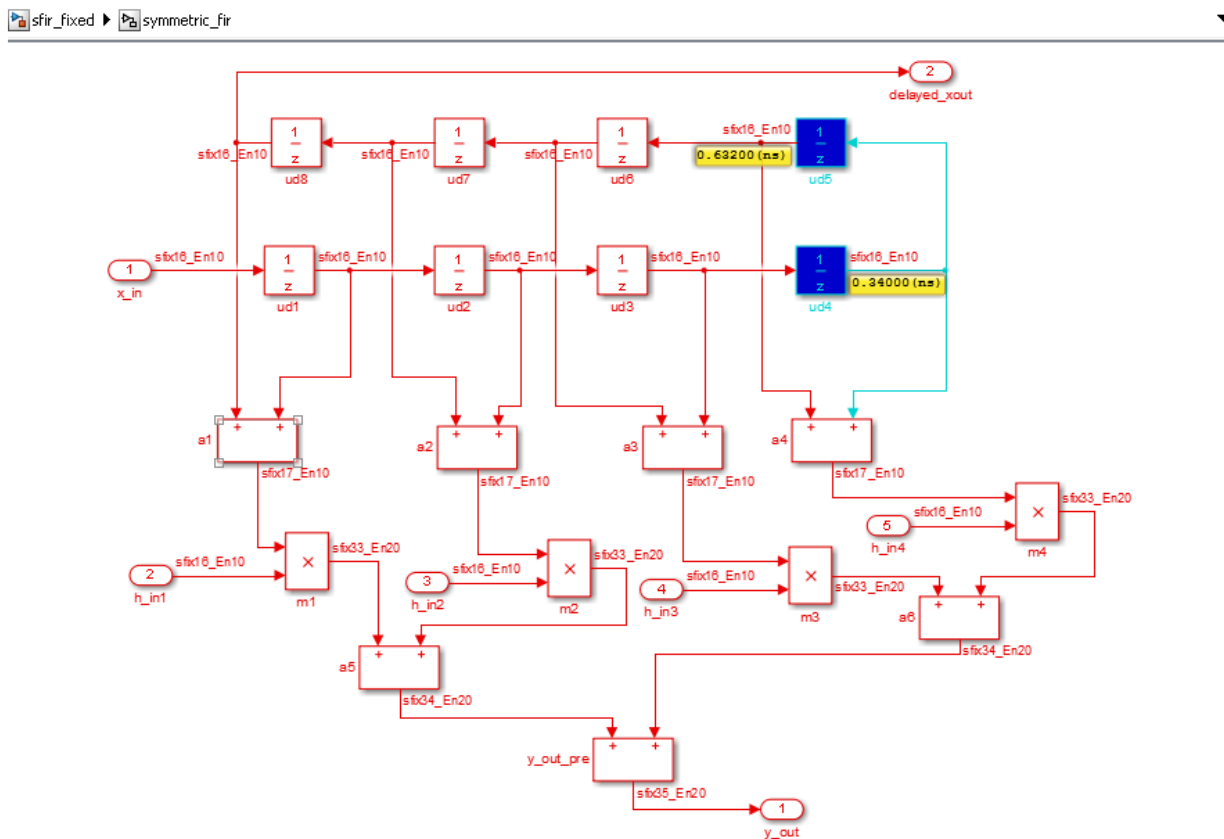 sfir_fixed symmetric_fir
2
delayed_xout
1
z
ud8
sfix16_En10
1
z
ud7
sfix16_En10
1
z
ud6
sfix16_En10
sfix16_En10
0.63200(ns)
1
z
ud5
1
x_in
sfix16_En10
1
z
ud1
sfix16_En10
1
z
ud2
sfix16_En10
1
z
ud3
sfix16_En10
1
z
ud4
sfix16_En10
0.34000(ns)
+ +
a1
sfix17_En10
+ +
a2
sfix17_En10
+ +
a3
sfix17_En10
+ +
a4
sfix17_En10
2
h_in1
sfix16_En10
×
m1
sfix33_En20
3
h_in2
sfix16_En10
×
m2
sfix33_En20
4
h_in3
sfix16_En10
×
m3
sfix33_En20
5
h_in4
sfix16_En10
×
m4
sfix33_En20
+ +
a5
sfix34_En20
+ +
a6
sfix34_En20
+ +
y_out_pre
sfix35_En20
1
y_out